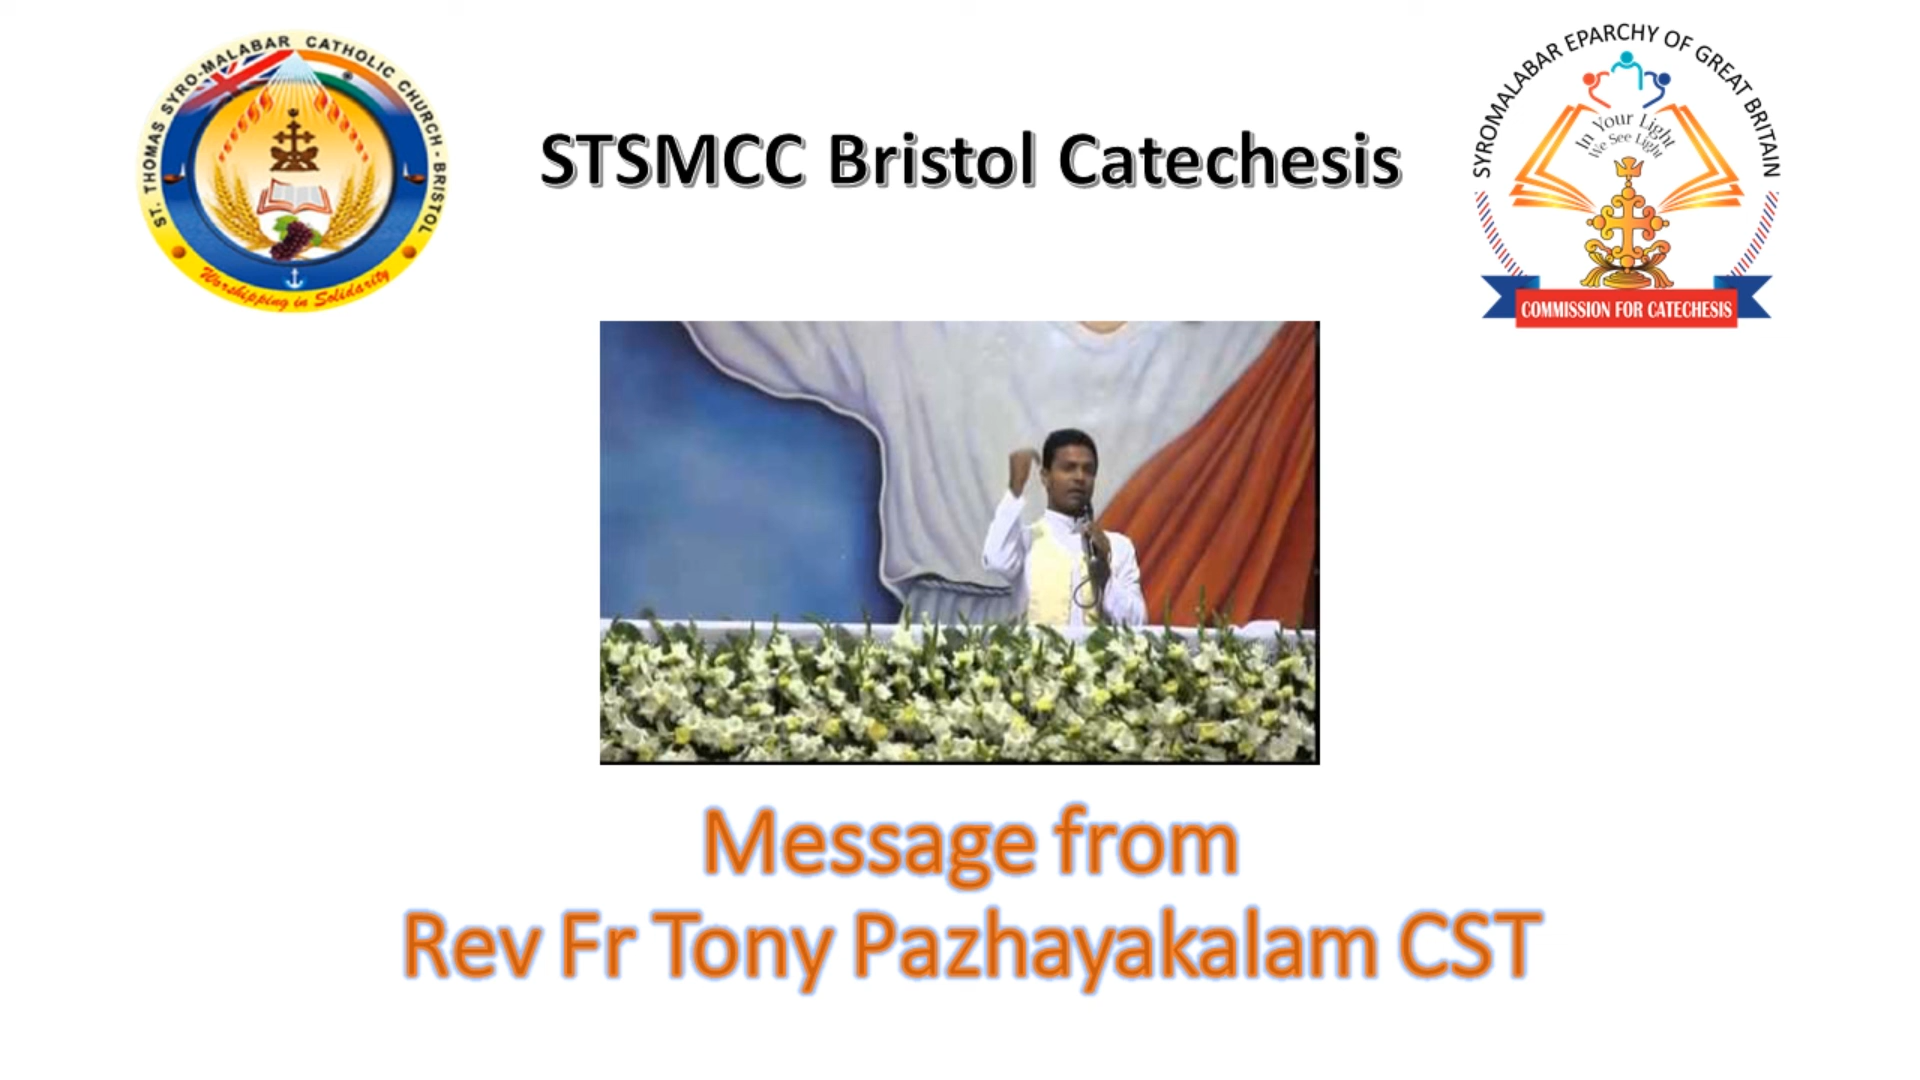 ST. THOMAS SYRO-MALABAR CATHOLIC CHURCH - BRISTOL
Worshipping in Solidarity
STSMCC Bristol Catechesis
SYROMALABAR EPARCHY OF GREAT BRITAIN
In Your Light
We See Light
COMMISSION FOR CATECHESIS
Message from
Rev Fr Tony Pazhayakalam CST